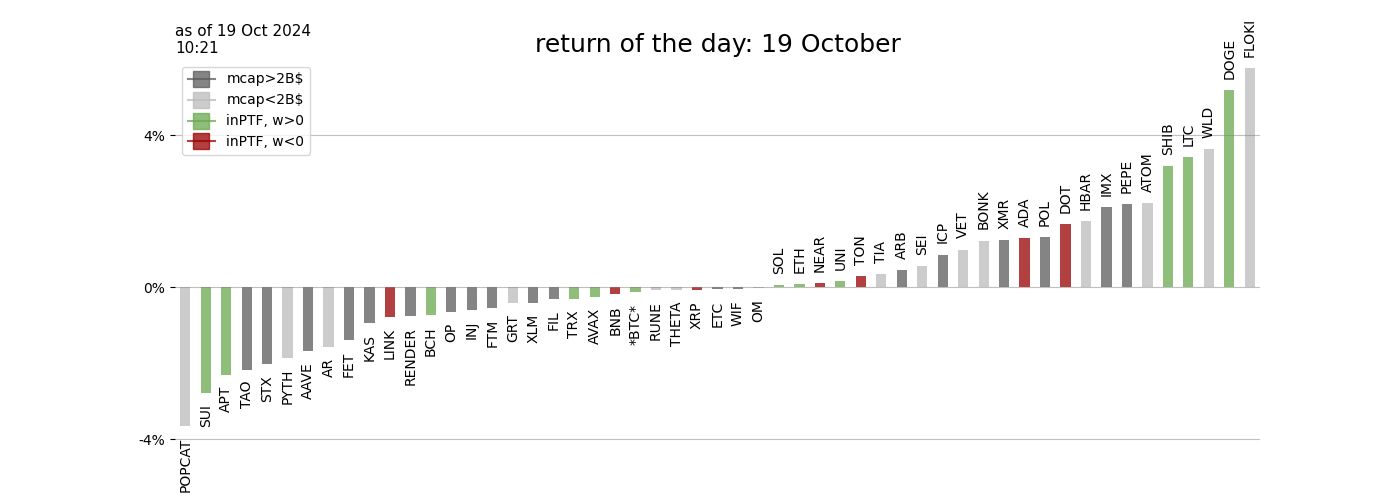 as of 19 Oct 2024
10:21
return of the day: 19 October
mcap>2B$
mcap<2B$
inPTF, w>0
inPTF, w<0
4%
0%
-4%
POPCAT
SUI
APT
TAO
STX
PYTH
AAVE
AR
FET
KAS
LINK
RENDER
BCH
OP
INJ
FTM
GRT
XLM
FIL
TRX
AVAX
BNB
*BTC*
RUNE
THETA
XRP
ETC
WIF
OM
SOL
ETH
NEAR
UNI
TON
TIA
ARB
SEI
ICP
VET
BONK
XMR
ADA
POL
DOT
HBAR
IMX
PEPE
ATOM
SHIB
LTC
WLD
DOGE
FLOKI